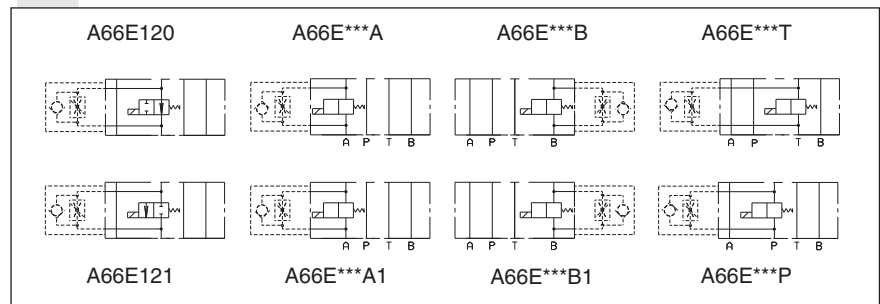 A66E120 A66E***A A66E***B A66E***T
A P T B A P T B A P T B
A P T B A P T B A P T B
A66E121 A66E***A1 A66E***B1 A66E***P